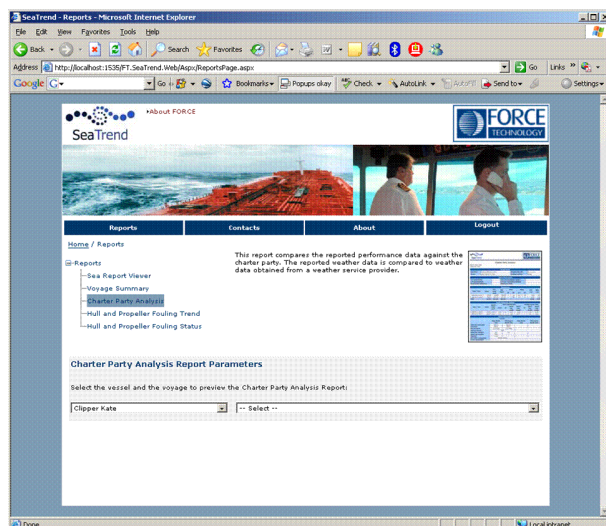 SeaTrend - Reports - Microsoft Internet Explorer
File Edit View Favorites Tools Help
Back Search Favorites
Address http://localhost:1535/FT.SeaTrend.Web/Aspx/ReportsPage.aspx Go Links
Google G Go Bookmarks Popups okay Check AutoLink AutoFill Send to Settings
About FORCE
SeaTrend
FORCE
TECHNOLOGY
Reports Contacts About Logout
Home / Reports
This report compares the reported performance data against the
charter party. The reported weather data is compared to weather
data obtained from a weather service provider.
Reports
Sea Report Viewer
Voyage Summary
Charter Party Analysis
Hull and Propeller Fouling Trend
Hull and Propeller Fouling Status
Charter Party Analysis Report Parameters
Select the vessel and the voyage to preview the Charter Party Analysis Report:
Clipper Kate -- Select --
Done Local intranet